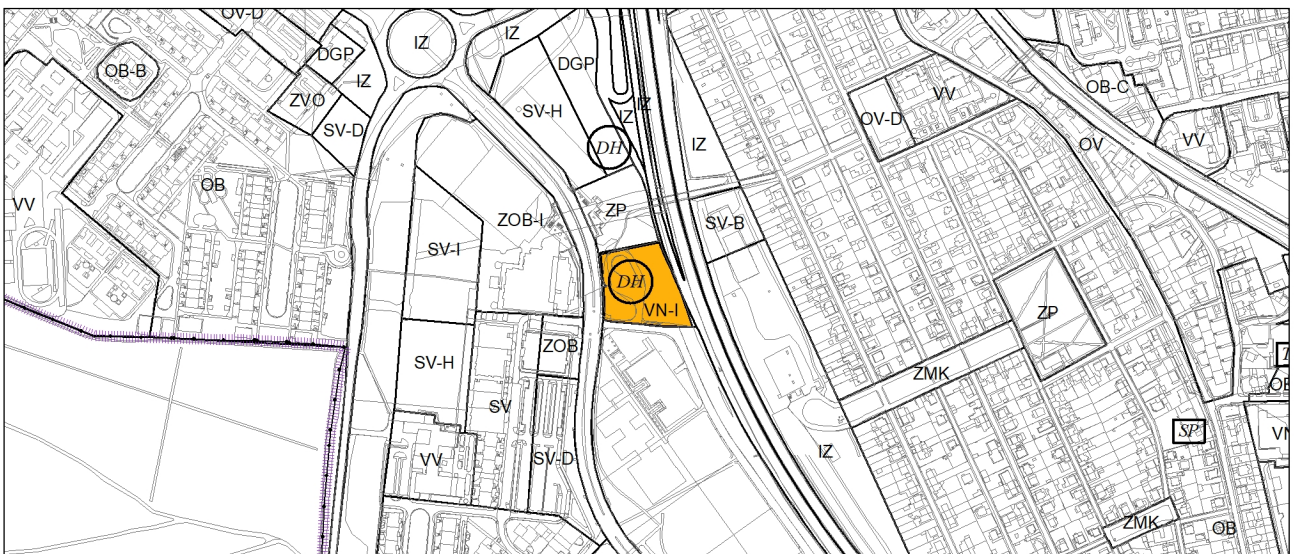 OV-D
DGP
IZ
IZ
IZ
DGP
OB-B
ZVO
SV-D
SV-H
IZ
IZ
DH
IZ
OV-D
VV
OB-C
VV
OV
VV
OB
ZOB-I
ZP
SV-B
SV-I
DH
VN-I
ZP
SV-H
ZOB
ZMK
SV
SP
VV
SV-D
IZ
ZMK
OB